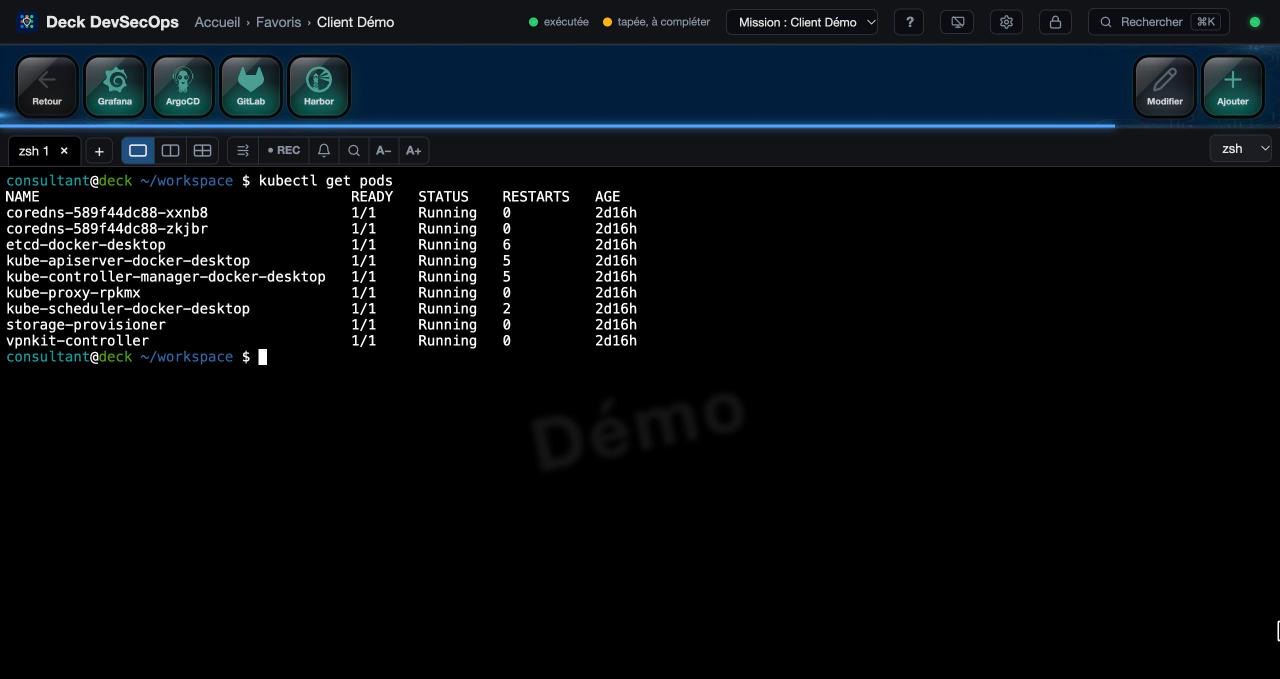 Deck DevSecOps Accueil › Favoris › Client Démo exécutée tapée, à compléter Mission : Client Démo ? Rechercher ⌘K
Retour Grafana ArgoCD GitLab Harbor Modifier Ajouter
zsh 1 × + REC A− A+ zsh
consultant@deck ~/workspace $ kubectl get pods
NAME READY STATUS RESTARTS AGE
coredns-589f44dc88-xxnb8 1/1 Running 0 2d16h
coredns-589f44dc88-zkjbr 1/1 Running 0 2d16h
etcd-docker-desktop 1/1 Running 6 2d16h
kube-apiserver-docker-desktop 1/1 Running 5 2d16h
kube-controller-manager-docker-desktop 1/1 Running 5 2d16h
kube-proxy-rpkmx 1/1 Running 0 2d16h
kube-scheduler-docker-desktop 1/1 Running 2 2d16h
storage-provisioner 1/1 Running 0 2d16h
vpnkit-controller 1/1 Running 0 2d16h
consultant@deck ~/workspace $
Démo